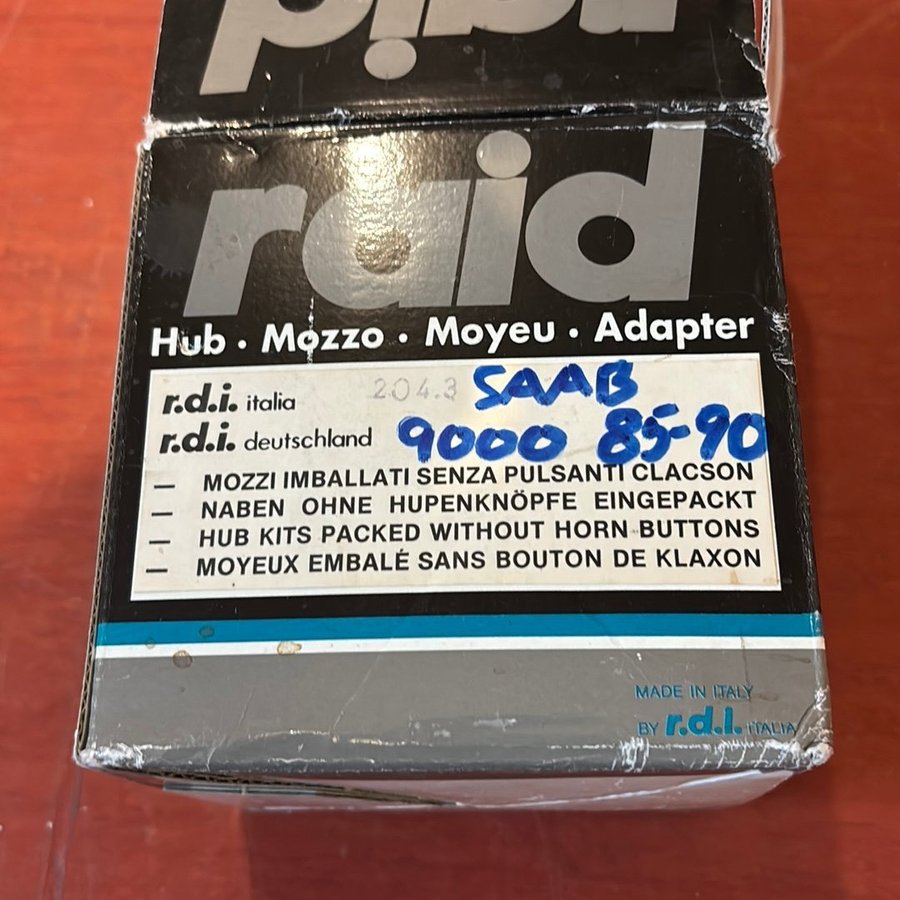 raid
raid
Hub · Mozzo · Moyeu · Adapter
r.d.i. italia 204.3 SAAB
r.d.i. deutschland 9000 85-90
— MOZZI IMBALLATI SENZA PULSANTI CLACSON
— NABEN OHNE HUPENKNÖPFE EINGEPACKT
— HUB KITS PACKED WITHOUT HORN BUTTONS
— MOYEUX EMBALÉ SANS BOUTON DE KLAXON
MADE IN ITALY
BY r.d.i. ITALIA